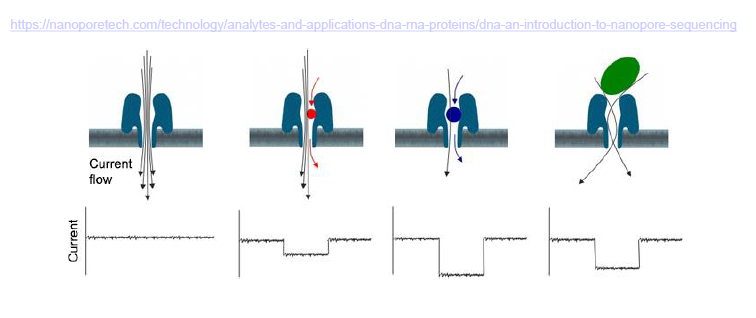 https://nanoporetech.com/technology/analytes-and-applications-dna-rna-proteins/dna-an-introduction-to-nanopore-sequencing
Current
flow
Current